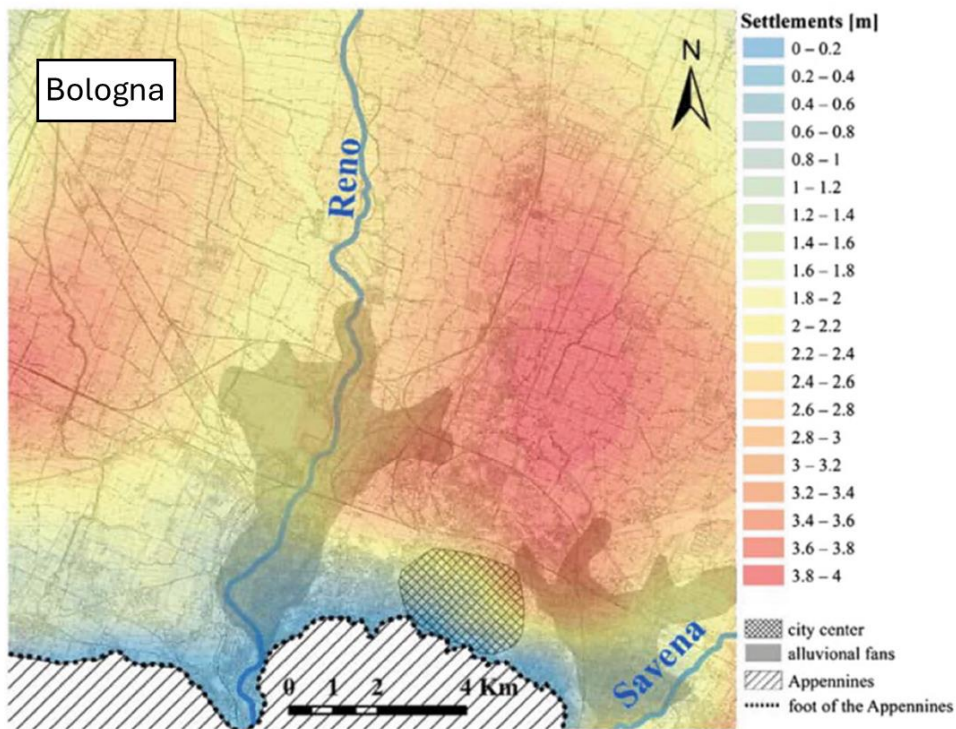 Bologna
Reno
N
Savena
0 1 2 4 Km
Settlements [m]
0 – 0.2
0.2 – 0.4
0.4 – 0.6
0.6 – 0.8
0.8 – 1
1 – 1.2
1.2 – 1.4
1.4 – 1.6
1.6 – 1.8
1.8 – 2
2 – 2.2
2.2 – 2.4
2.4 – 2.6
2.6 – 2.8
2.8 – 3
3 – 3.2
3.2 – 3.4
3.4 – 3.6
3.6 – 3.8
3.8 – 4
city center
alluvional fans
Appennines
foot of the Appennines